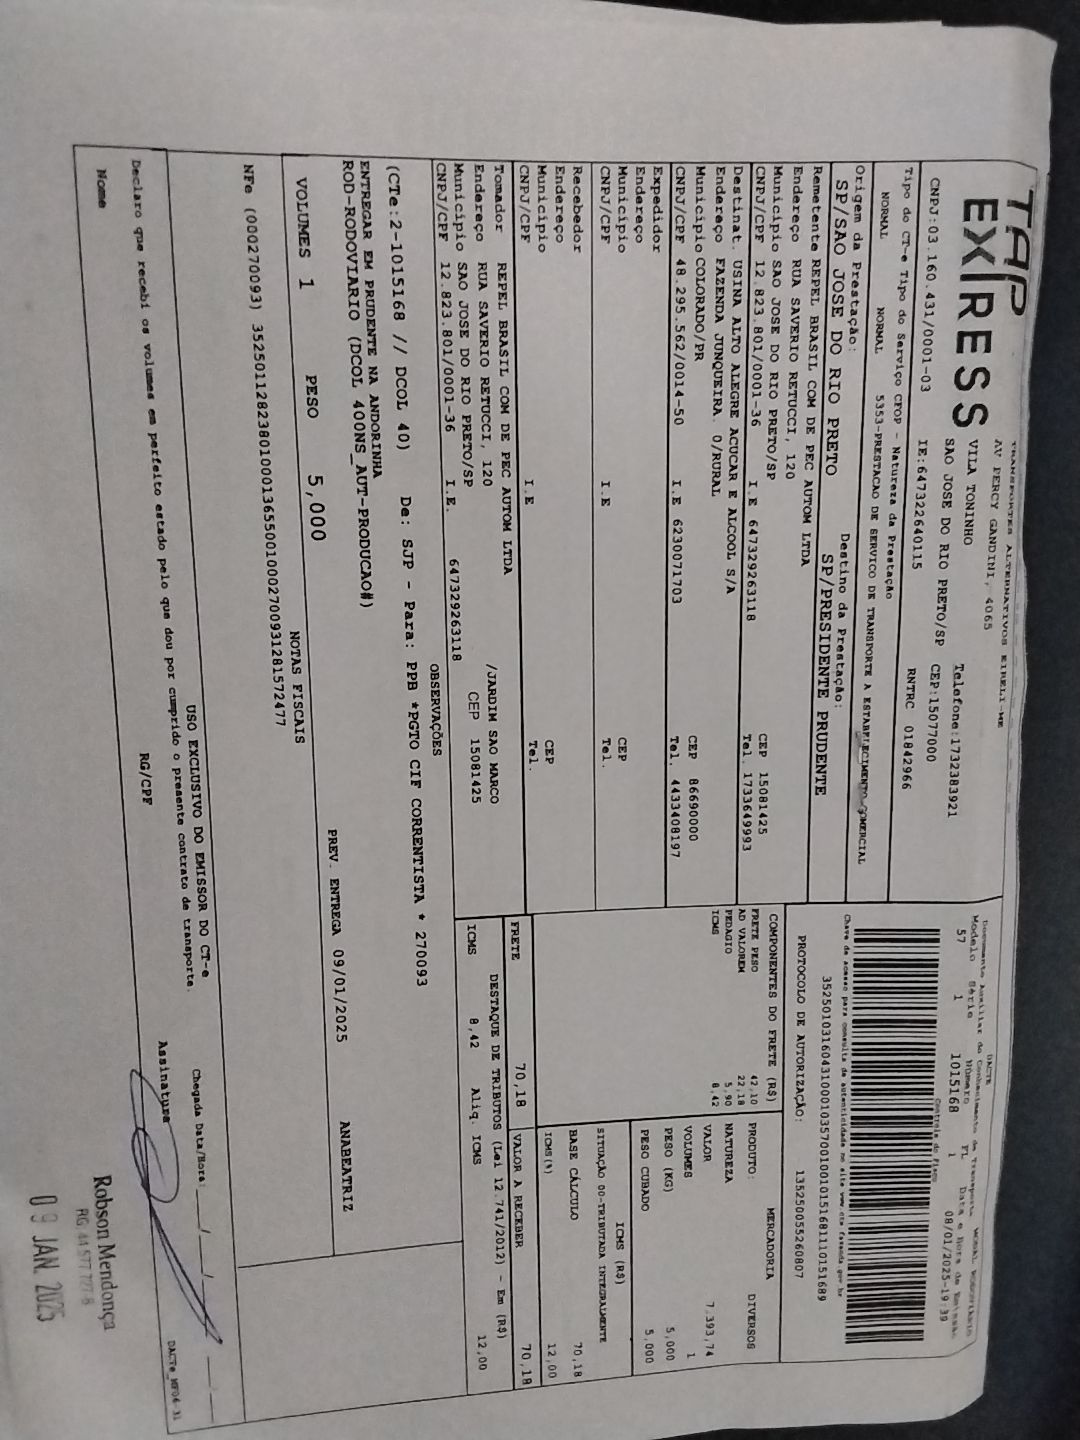 TAP
EXPRESS
TRANSPORTES ALTERNATIVOS EIRELI-ME
AV PERCY GANDINI, 4065
VILA TONINHO
SAO JOSE DO RIO PRETO/SP
Telefone:1732383921
CEP:15077000
CNPJ:03.160.431/0001-03
IE:647322640115
RNTRC 01842966
DACTE
Documento Auxiliar do Conhecimento de Transporte MODAL RODOVIÁRIO
Modelo Série Número Fl Data e Hora de Emissão
57 1 1015168 1 08/01/2025-19:39
Controle do Fisco
Chave de acesso para consulta de autenticidade no site www.cte.fazenda.gov.br
35250103160431000103570010010151681110151689
PROTOCOLO DE AUTORIZAÇÃO: 135250055260807
Tipo do CT-e Tipo do Serviço CFOP - Natureza da Prestação
NORMAL NORMAL 5353-PRESTACAO DE SERVICO DE TRANSPORTE A ESTABELECIMENTO COMERCIAL
Origem da Prestação: Destino da Prestação:
SP/SAO JOSE DO RIO PRETO SP/PRESIDENTE PRUDENTE
Remetente REPEL BRASIL COM DE PEC AUTOM LTDA
Endereço RUA SAVERIO RETUCCI, 120
Município SAO JOSE DO RIO PRETO/SP CEP 15081425
CNPJ/CPF 12.823.801/0001-36 I.E 647329263118 Tel. 1733649993
Destinat. USINA ALTO ALEGRE ACUCAR E ALCOOL S/A
Endereço FAZENDA JUNQUEIRA. 0/RURAL
Município COLORADO/PR CEP 86690000
CNPJ/CPF 48.295.562/0014-50 I.E 6230071703 Tel. 4433408197
Expedidor
Endereço
Município CEP
CNPJ/CPF I.E Tel.
Recebedor
Endereço
Município CEP
CNPJ/CPF I.E Tel.
Tomador REPEL BRASIL COM DE PEC AUTOM LTDA
Endereço RUA SAVERIO RETUCCI, 120 /JARDIM SAO MARCO
Município SAO JOSE DO RIO PRETO/SP CEP 15081425
CNPJ/CPF 12.823.801/0001-36 I.E. 647329263118
COMPONENTES DO FRETE (R$)
FRETE PESO 42,10
AD VALOREM 22,18
PEDAGIO 5,90
ICMS 8,42
MERCADORIA
PRODUTO: DIVERSOS
NATUREZA
VALOR 7.393,74
VOLUMES 1
PESO (KG) 5,000
PESO CUBADO 5,000
ICMS (R$)
SITUAÇÃO 00-TRIBUTADA INTEGRALMENTE
BASE CÁLCULO 70,18
ICMS(%) 12,00
FRETE 70,18 VALOR A RECEBER 70,18
DESTAQUE DE TRIBUTOS (Lei 12.741/2012) - Em (R$)
ICMS 8,42 Aliq. ICMS 12,00
OBSERVAÇÕES
(CTe:2-1015168 // DCOL 40) De: SJP - Para: PPB *PGTO CIF CORRENTISTA * 270093
ENTREGAR EM PRUDENTE NA ANDORINHA
ROD-RODOVIARIO (DCOL 400NS_AUT-PRODUCAO#)
VOLUMES 1 PESO 5,000 PREV. ENTREGA 09/01/2025 ANABEATRIZ
NOTAS FISCAIS
NFe (000270093) 35250112823801000136550010002700931281572477
USO EXCLUSIVO DO EMISSOR DO CT-e
Declaro que recebi os volumes em perfeito estado pelo que dou por cumprido o presente contrato de transporte.
Chegada Data/Hora: ___/___/___
Nome RG/CPF Assinatura
DACTe_MF04-31
Robson Mendonça
RG 44 577 727-8
09 JAN. 2025